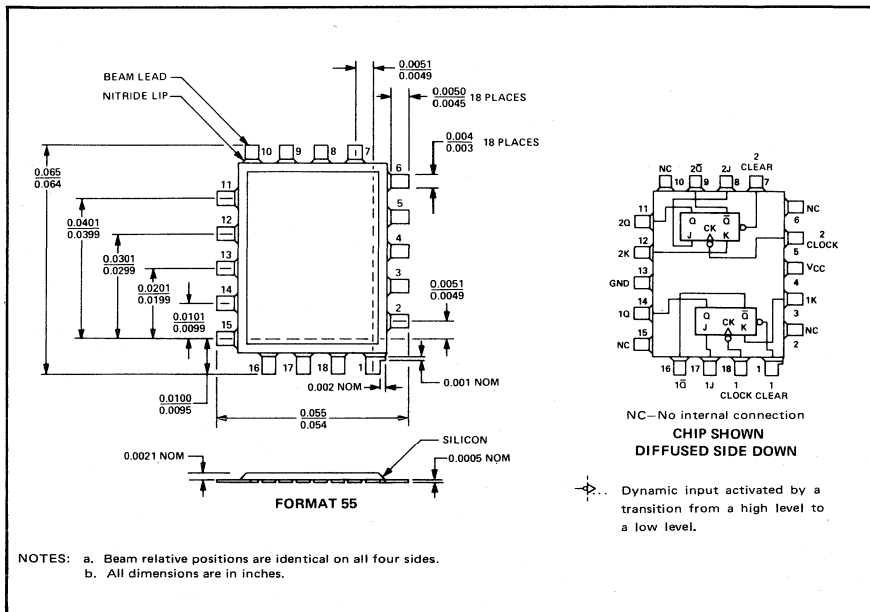 0.0051
0.0049
BEAM LEAD
NITRIDE LIP
0.0050
0.0045 18 PLACES
0.004
0.003 18 PLACES
10 9 8 7
6
5
4
3
2
11
12
13
14
15
16 17 18 1
0.065
0.064
0.0401
0.0399
0.0301
0.0299
0.0201
0.0199
0.0101
0.0099
0.0051
0.0049
0.0100
0.0095
0.002 NOM
0.001 NOM
0.055
0.054
0.0021 NOM
SILICON
0.0005 NOM
FORMAT 55
NC 2Q̅ 2J 2 CLEAR
10 9 8 7
11
2Q
12
2K
13
GND
14
1Q
15
NC
Q Q̅
CK
J K
NC
6
2
CLOCK
5
VCC
4
1K
3
NC
2
Q Q̅
CK
J K
16 17 18 1
1Q̅ 1J 1 1
CLOCK CLEAR
NC—No internal connection
CHIP SHOWN
DIFFUSED SIDE DOWN
... Dynamic input activated by a
transition from a high level to
a low level.
NOTES: a. Beam relative positions are identical on all four sides.
b. All dimensions are in inches.